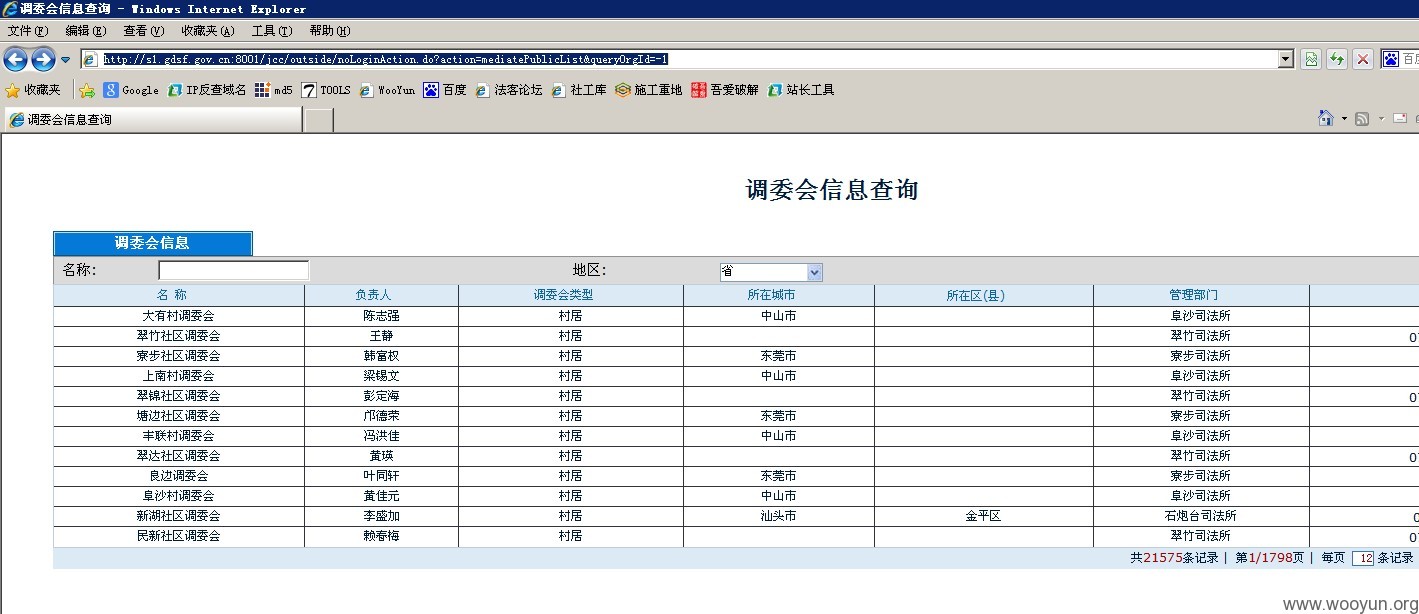 调委会信息查询 - Windows Internet Explorer
文件(F) 编辑(E) 查看(V) 收藏夹(A) 工具(T) 帮助(H)
http://sl.gdsf.gov.cn:8001/jcc/outside/noLoginAction.do?action=mediatePublicList&queryOrgId=-1
收藏夹 Google IP反查域名 md5 TOOLS WooYun 百度 法客论坛 社工库 施工重地 吾爱破解 站长工具
调委会信息查询
调委会信息查询
调委会信息
名称: 地区: 省
名 称 负责人 调委会类型 所在城市 所在区(县) 管理部门
大有村调委会 陈志强 村居 中山市 阜沙司法所
翠竹社区调委会 王静 村居 翠竹司法所 0
寮步社区调委会 韩富权 村居 东莞市 寮步司法所
上南村调委会 梁锡文 村居 中山市 阜沙司法所
翠锦社区调委会 彭定海 村居 翠竹司法所 0
塘边社区调委会 邝德荣 村居 东莞市 寮步司法所
丰联村调委会 冯洪佳 村居 中山市 阜沙司法所
翠达社区调委会 黄瑛 村居 翠竹司法所 0
良边调委会 叶同轩 村居 东莞市 寮步司法所
阜沙村调委会 黄佳元 村居 中山市 阜沙司法所
新湖社区调委会 李盛加 村居 汕头市 金平区 石炮台司法所 0
民新社区调委会 赖春梅 村居 翠竹司法所 0
共21575条记录 | 第1/1798页 | 每页 12 条记录
www.wooyun.org